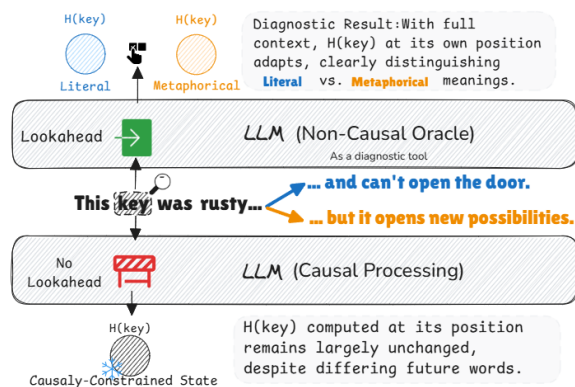 H(key)
H(key)
Literal
Metaphorical
Diagnostic Result:With full
context, H(key) at its own position
adapts, clearly distinguishing
Literal vs. Metaphorical meanings.
Lookahead
LLM (Non-Causal Oracle)
As a diagnostic tool
This key was rusty...
... and can't open the door.
... but it opens new possibilities.
No
Lookahead
LLM (Causal Processing)
H(key)
Causaly-Constrained State
H(key) computed at its position
remains largely unchanged,
despite differing future words.